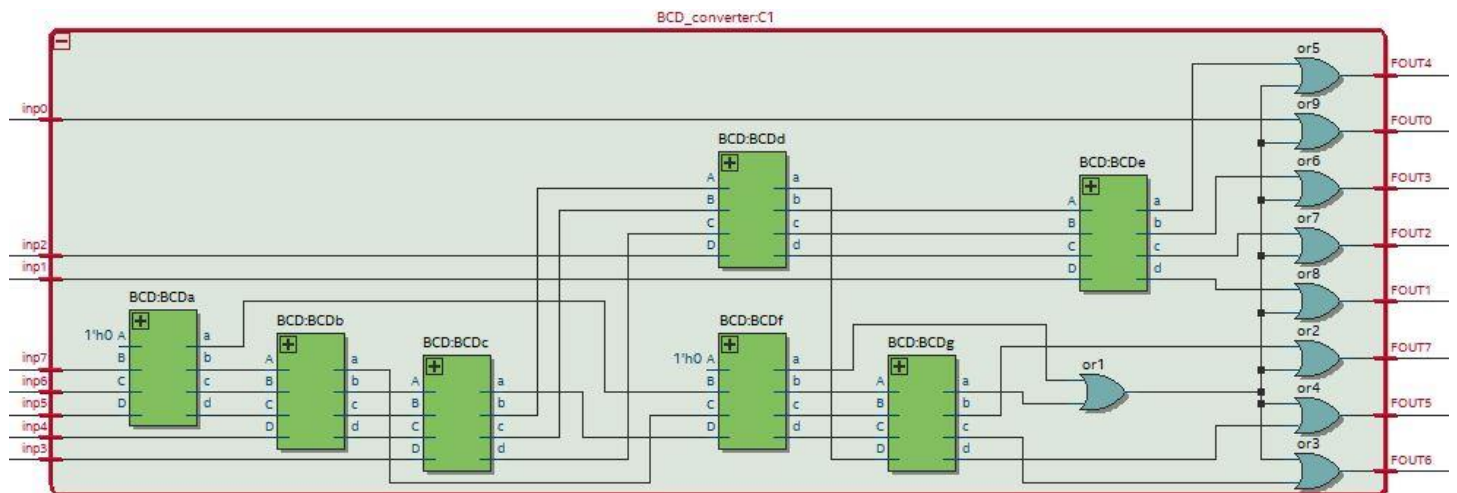 BCD_converter:C1
or5
FOUT4
inp0
or9
FOUT0
BCD:BCDd
A a
B b
C c
D d
BCD:BCDe
A a
B b
C c
D d
or6
FOUT3
or7
FOUT2
inp2
inp1
or8
FOUT1
BCD:BCDa
1'h0 A a
B b
C c
D d
BCD:BCDb
A a
B b
C c
D d
BCD:BCDc
A a
B b
C c
D d
BCD:BCDf
1'h0 A a
B b
C c
D d
BCD:BCDg
A a
B b
C c
D d
or1
or2
FOUT7
inp7
inp6
inp5
inp4
inp3
or4
FOUT5
or3
FOUT6